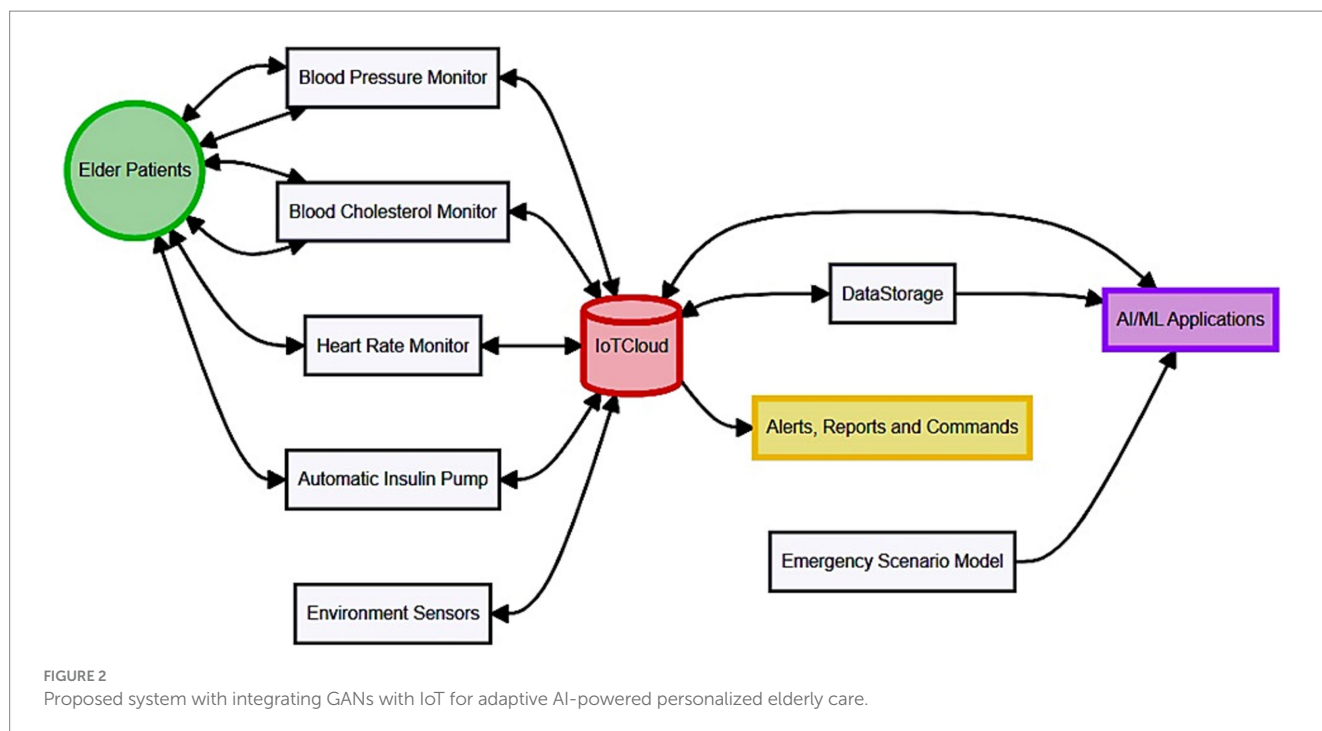 Blood Pressure Monitor
Elder Patients
Blood Cholesterol Monitor
DataStorage
AI/ML Applications
Heart Rate Monitor
IoTCloud
Alerts, Reports and Commands
Automatic Insulin Pump
Emergency Scenario Model
Environment Sensors
FIGURE 2
Proposed system with integrating GANs with IoT for adaptive AI-powered personalized elderly care.